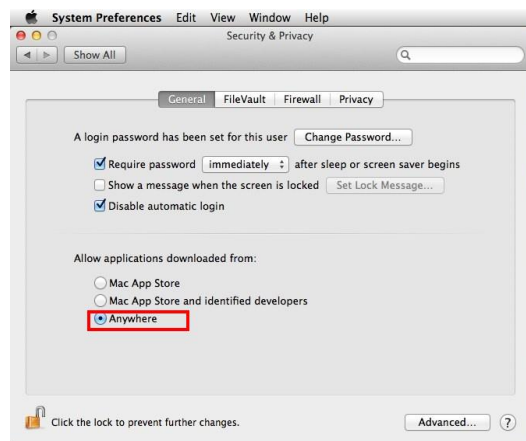 System Preferences Edit View Window Help
Security & Privacy
Show All
General FileVault Firewall Privacy
A login password has been set for this user Change Password...
Require password immediately after sleep or screen saver begins
Show a message when the screen is locked Set Lock Message...
Disable automatic login
Allow applications downloaded from:
Mac App Store
Mac App Store and identified developers
Anywhere
Click the lock to prevent further changes. Advanced... ?